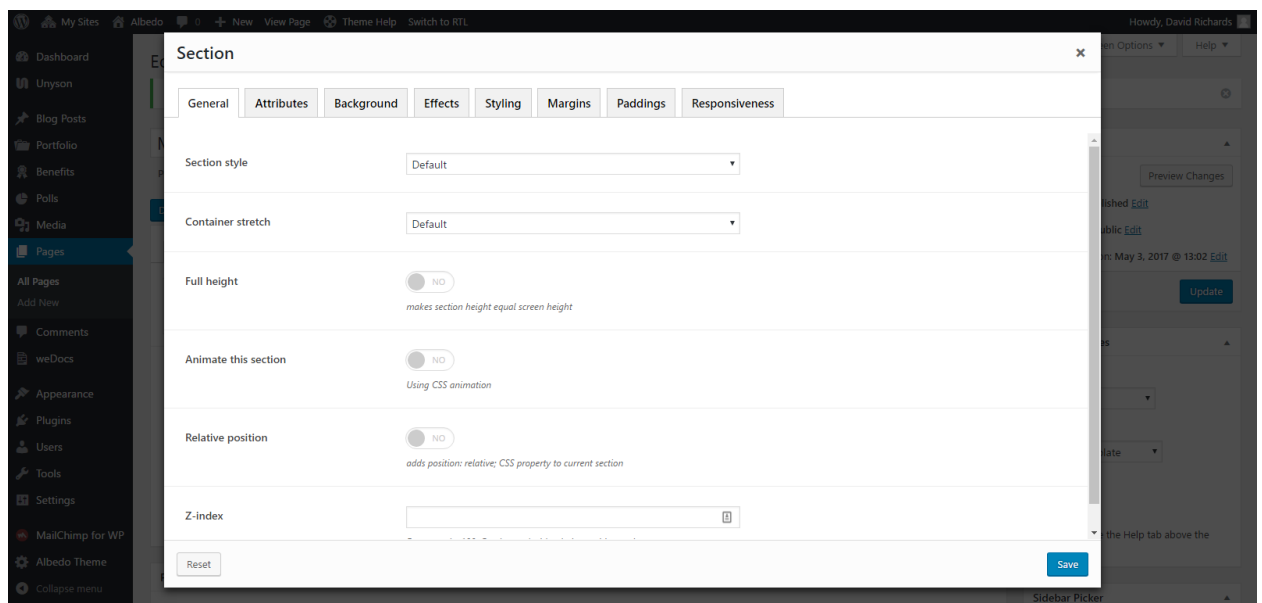 My Sites Albedo 0 New View Page Theme Help Switch to RTL Howdy, David Richards
Dashboard
Unyson
Blog Posts
Portfolio
Benefits
Polls
Media
Pages
All Pages
Add New
Comments
weDocs
Appearance
Plugins
Users
Tools
Settings
MailChimp for WP
Albedo Theme
Collapse menu
Section
General Attributes Background Effects Styling Margins Paddings Responsiveness
Section style Default
Container stretch Default
Full height NO
makes section height equal screen height
Animate this section NO
Using CSS animation
Relative position NO
adds position: relative; CSS property to current section
Z-index
Reset Save
Options Help
Preview Changes
Edit
Edit
May 3, 2017 @ 13:02 Edit
Update
the Help tab above the
Sidebar Picker